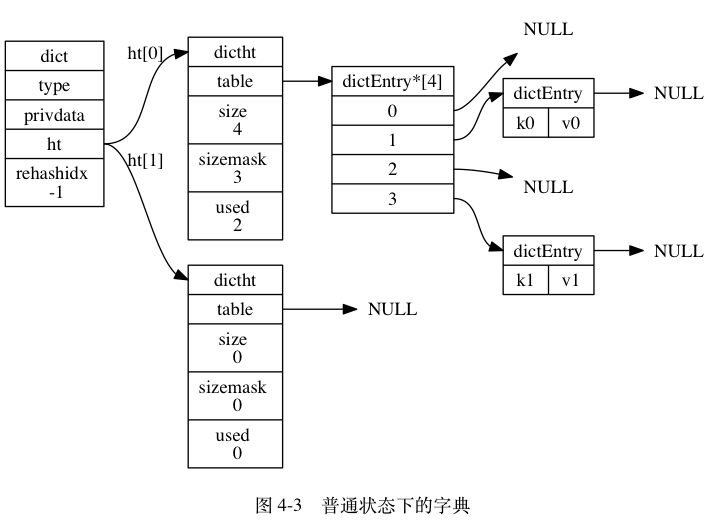 dict
type
privdata
ht
rehashidx
-1
ht[0]
ht[1]
dictht
table
size
4
sizemask
3
used
2
dictht
table
size
0
sizemask
0
used
0
NULL
dictEntry*[4]
0
1
2
3
NULL
dictEntry
k0 v0
NULL
NULL
dictEntry
k1 v1
NULL
图 4-3 普通状态下的字典